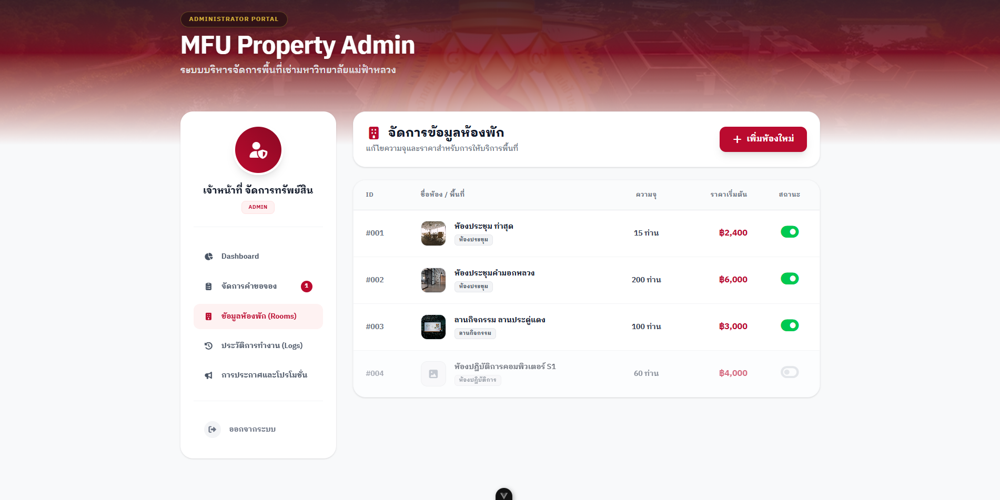 ADMINISTRATOR PORTAL
MFU Property Admin
ระบบบริหารจัดการพื้นที่เช่ามหาวิทยาลัยแม่ฟ้าหลวง
เจ้าหน้าที่ จัดการทรัพย์สิน
ADMIN
Dashboard
จัดการคำขอจอง 1
ข้อมูลห้องพัก (Rooms)
ประวัติการทำงาน (Logs)
การประกาศและโปรโมชั่น
ออกจากระบบ
จัดการข้อมูลห้องพัก
แก้ไขความจุและราคาสำหรับการให้บริการพื้นที่
เพิ่มห้องใหม่
ID ชื่อห้อง / พื้นที่ ความจุ ราคาเริ่มต้น สถานะ
#001 ห้องประชุม ท่าสุด 15 ท่าน ฿2,400
ห้องประชุม
#002 ห้องประชุมคำมอกหลวง 200 ท่าน ฿6,000
ห้องประชุม
#003 ลานกิจกรรม ลานประดู่แดง 100 ท่าน ฿3,000
ลานกิจกรรม
#004 ห้องปฏิบัติการคอมพิวเตอร์ S1 60 ท่าน ฿4,000
ห้องปฏิบัติการ